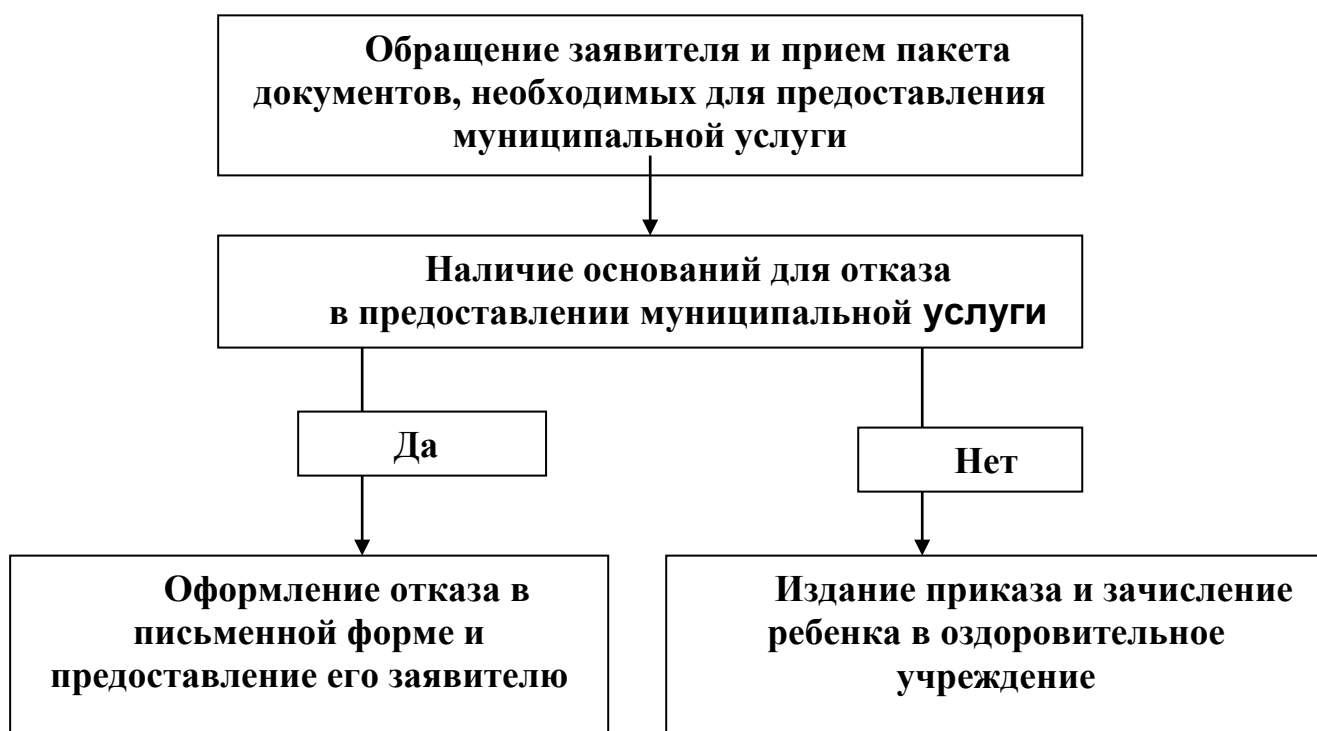 Обращение заявителя и прием пакета
документов, необходимых для предоставления
муниципальной услуги
Наличие оснований для отказа
в предоставлении муниципальной услуги
Да
Нет
Оформление отказа в
письменной форме и
предоставление его заявителю
Издание приказа и зачисление
ребенка в оздоровительное
учреждение